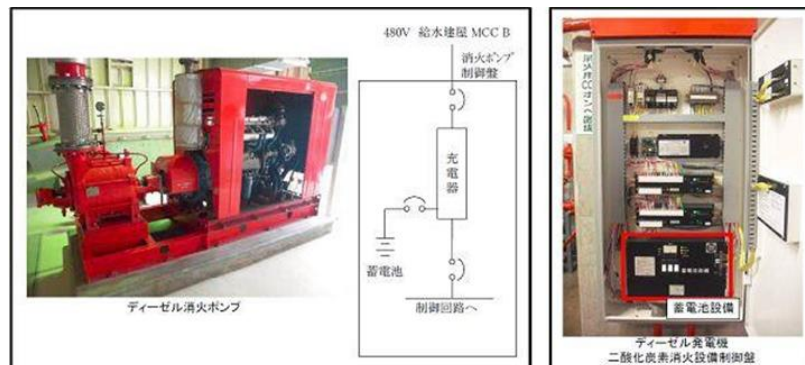 480V 給水建屋 MCC B
消火ポンプ
制御盤
充電器
蓄電池
制御回路へ
ディーゼル消火ポンプ
蓄電池設備
ディーゼル発電機
二酸化炭素消火設備制御盤